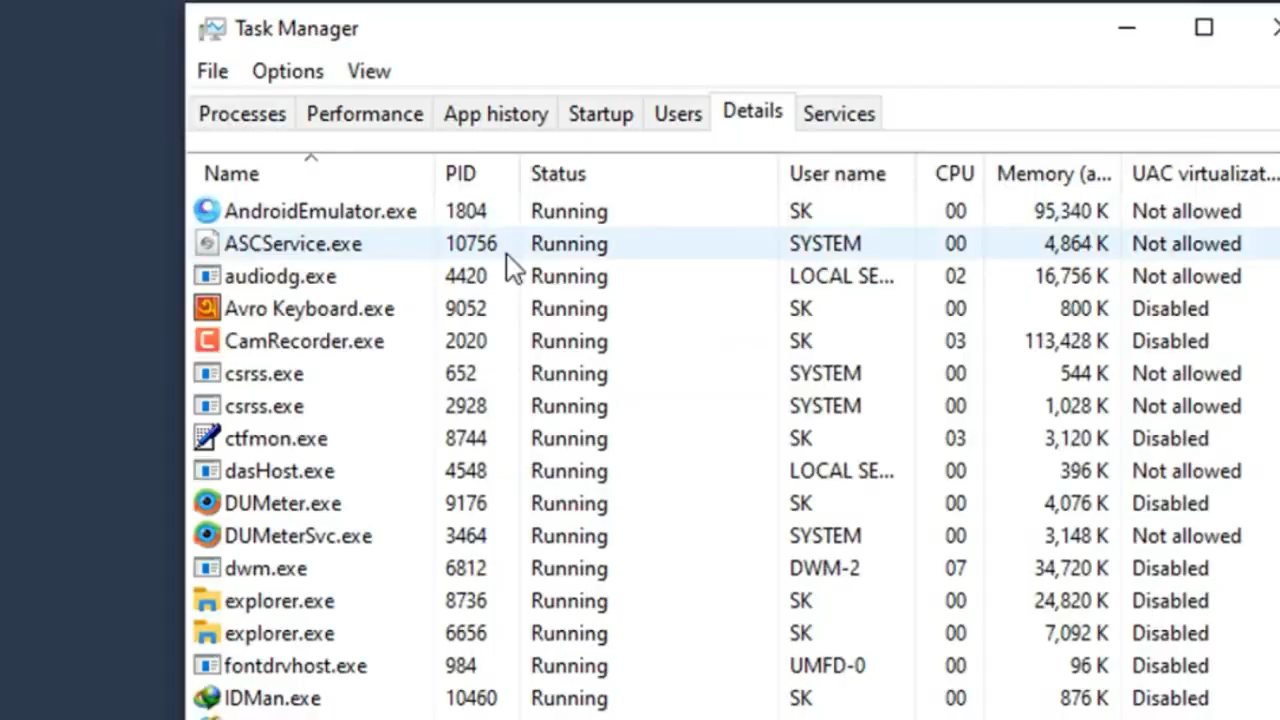 Task Manager
File Options View
Processes Performance App history Startup Users Details Services
Name PID Status User name CPU Memory (a... UAC virtualizat...
AndroidEmulator.exe 1804 Running SK 00 95,340 K Not allowed
ASCService.exe 10756 Running SYSTEM 00 4,864 K Not allowed
audiodg.exe 4420 Running LOCAL SE... 02 16,756 K Not allowed
Avro Keyboard.exe 9052 Running SK 00 800 K Disabled
CamRecorder.exe 2020 Running SK 03 113,428 K Disabled
csrss.exe 652 Running SYSTEM 00 544 K Not allowed
csrss.exe 2928 Running SYSTEM 00 1,028 K Not allowed
ctfmon.exe 8744 Running SK 03 3,120 K Disabled
dasHost.exe 4548 Running LOCAL SE... 00 396 K Not allowed
DUMeter.exe 9176 Running SK 00 4,076 K Disabled
DUMeterSvc.exe 3464 Running SYSTEM 00 3,148 K Not allowed
dwm.exe 6812 Running DWM-2 07 34,720 K Disabled
explorer.exe 8736 Running SK 00 24,820 K Disabled
explorer.exe 6656 Running SK 00 7,092 K Disabled
fontdrvhost.exe 984 Running UMFD-0 00 96 K Disabled
IDMan.exe 10460 Running SK 00 876 K Disabled